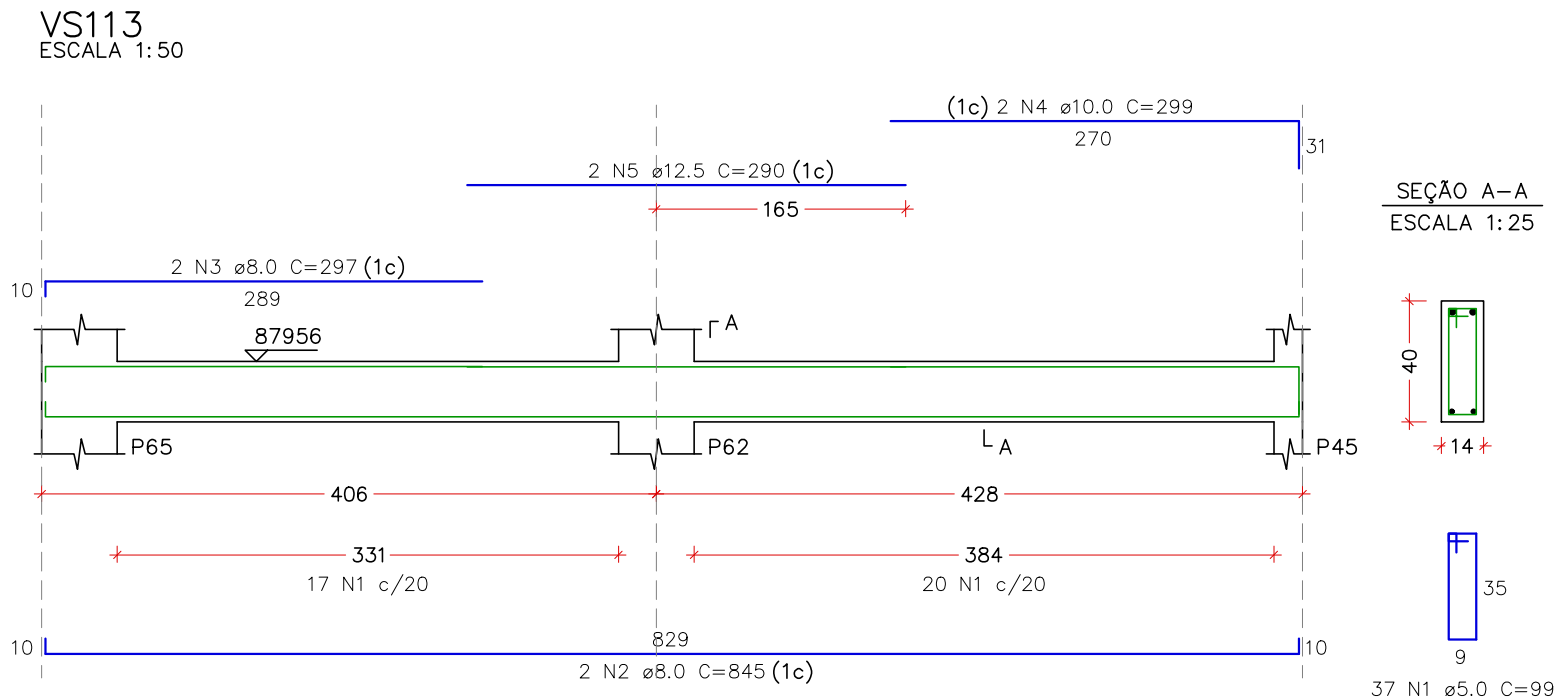 VS113
ESCALA 1:50
(1c) 2 N4 ø10.0 C=299
270
31
2 N5 ø12.5 C=290 (1c)
165
SEÇÃO A-A
ESCALA 1:25
2 N3 ø8.0 C=297 (1c)
10
289
87956
A
40
P65
P62
A
P45
14
406
428
331
384
17 N1 c/20
20 N1 c/20
35
10
829
10
2 N2 ø8.0 C=845 (1c)
9
37 N1 ø5.0 C=99